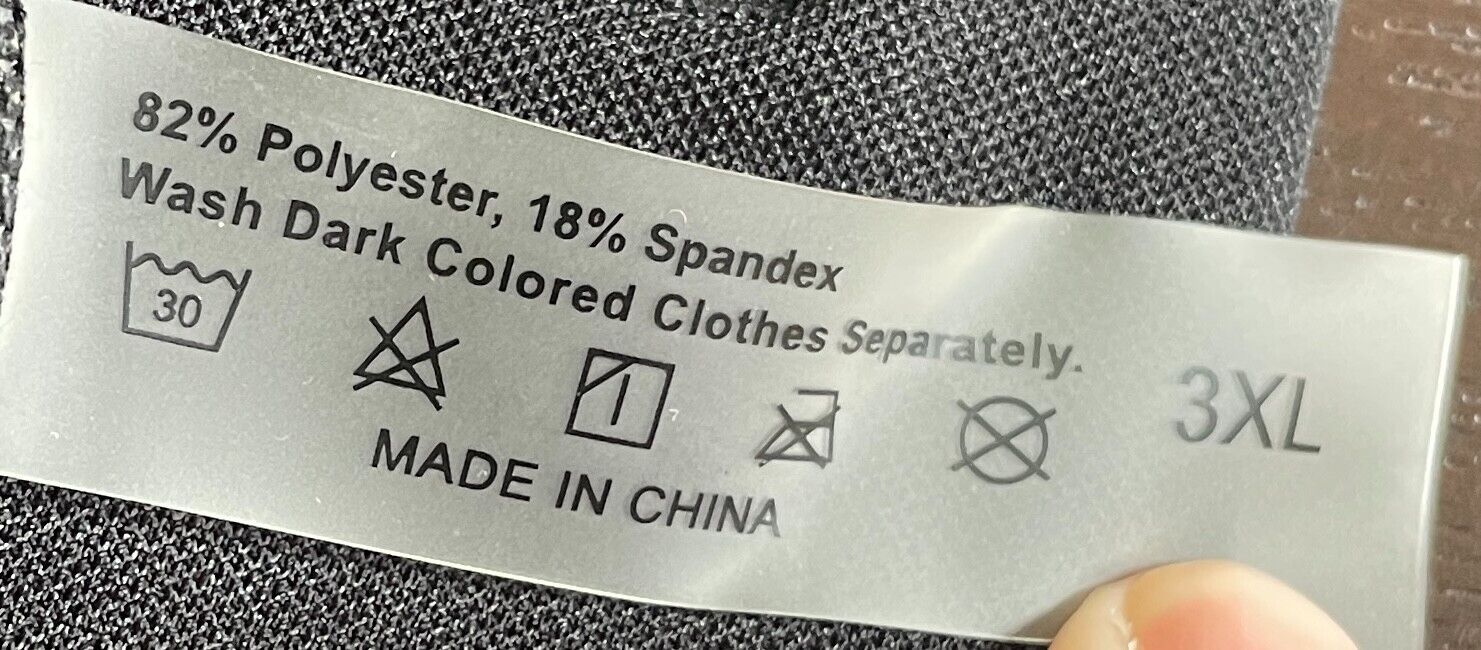 82% Polyester, 18% Spandex
Wash Dark Colored Clothes Separately.
30
3XL
MADE IN CHINA